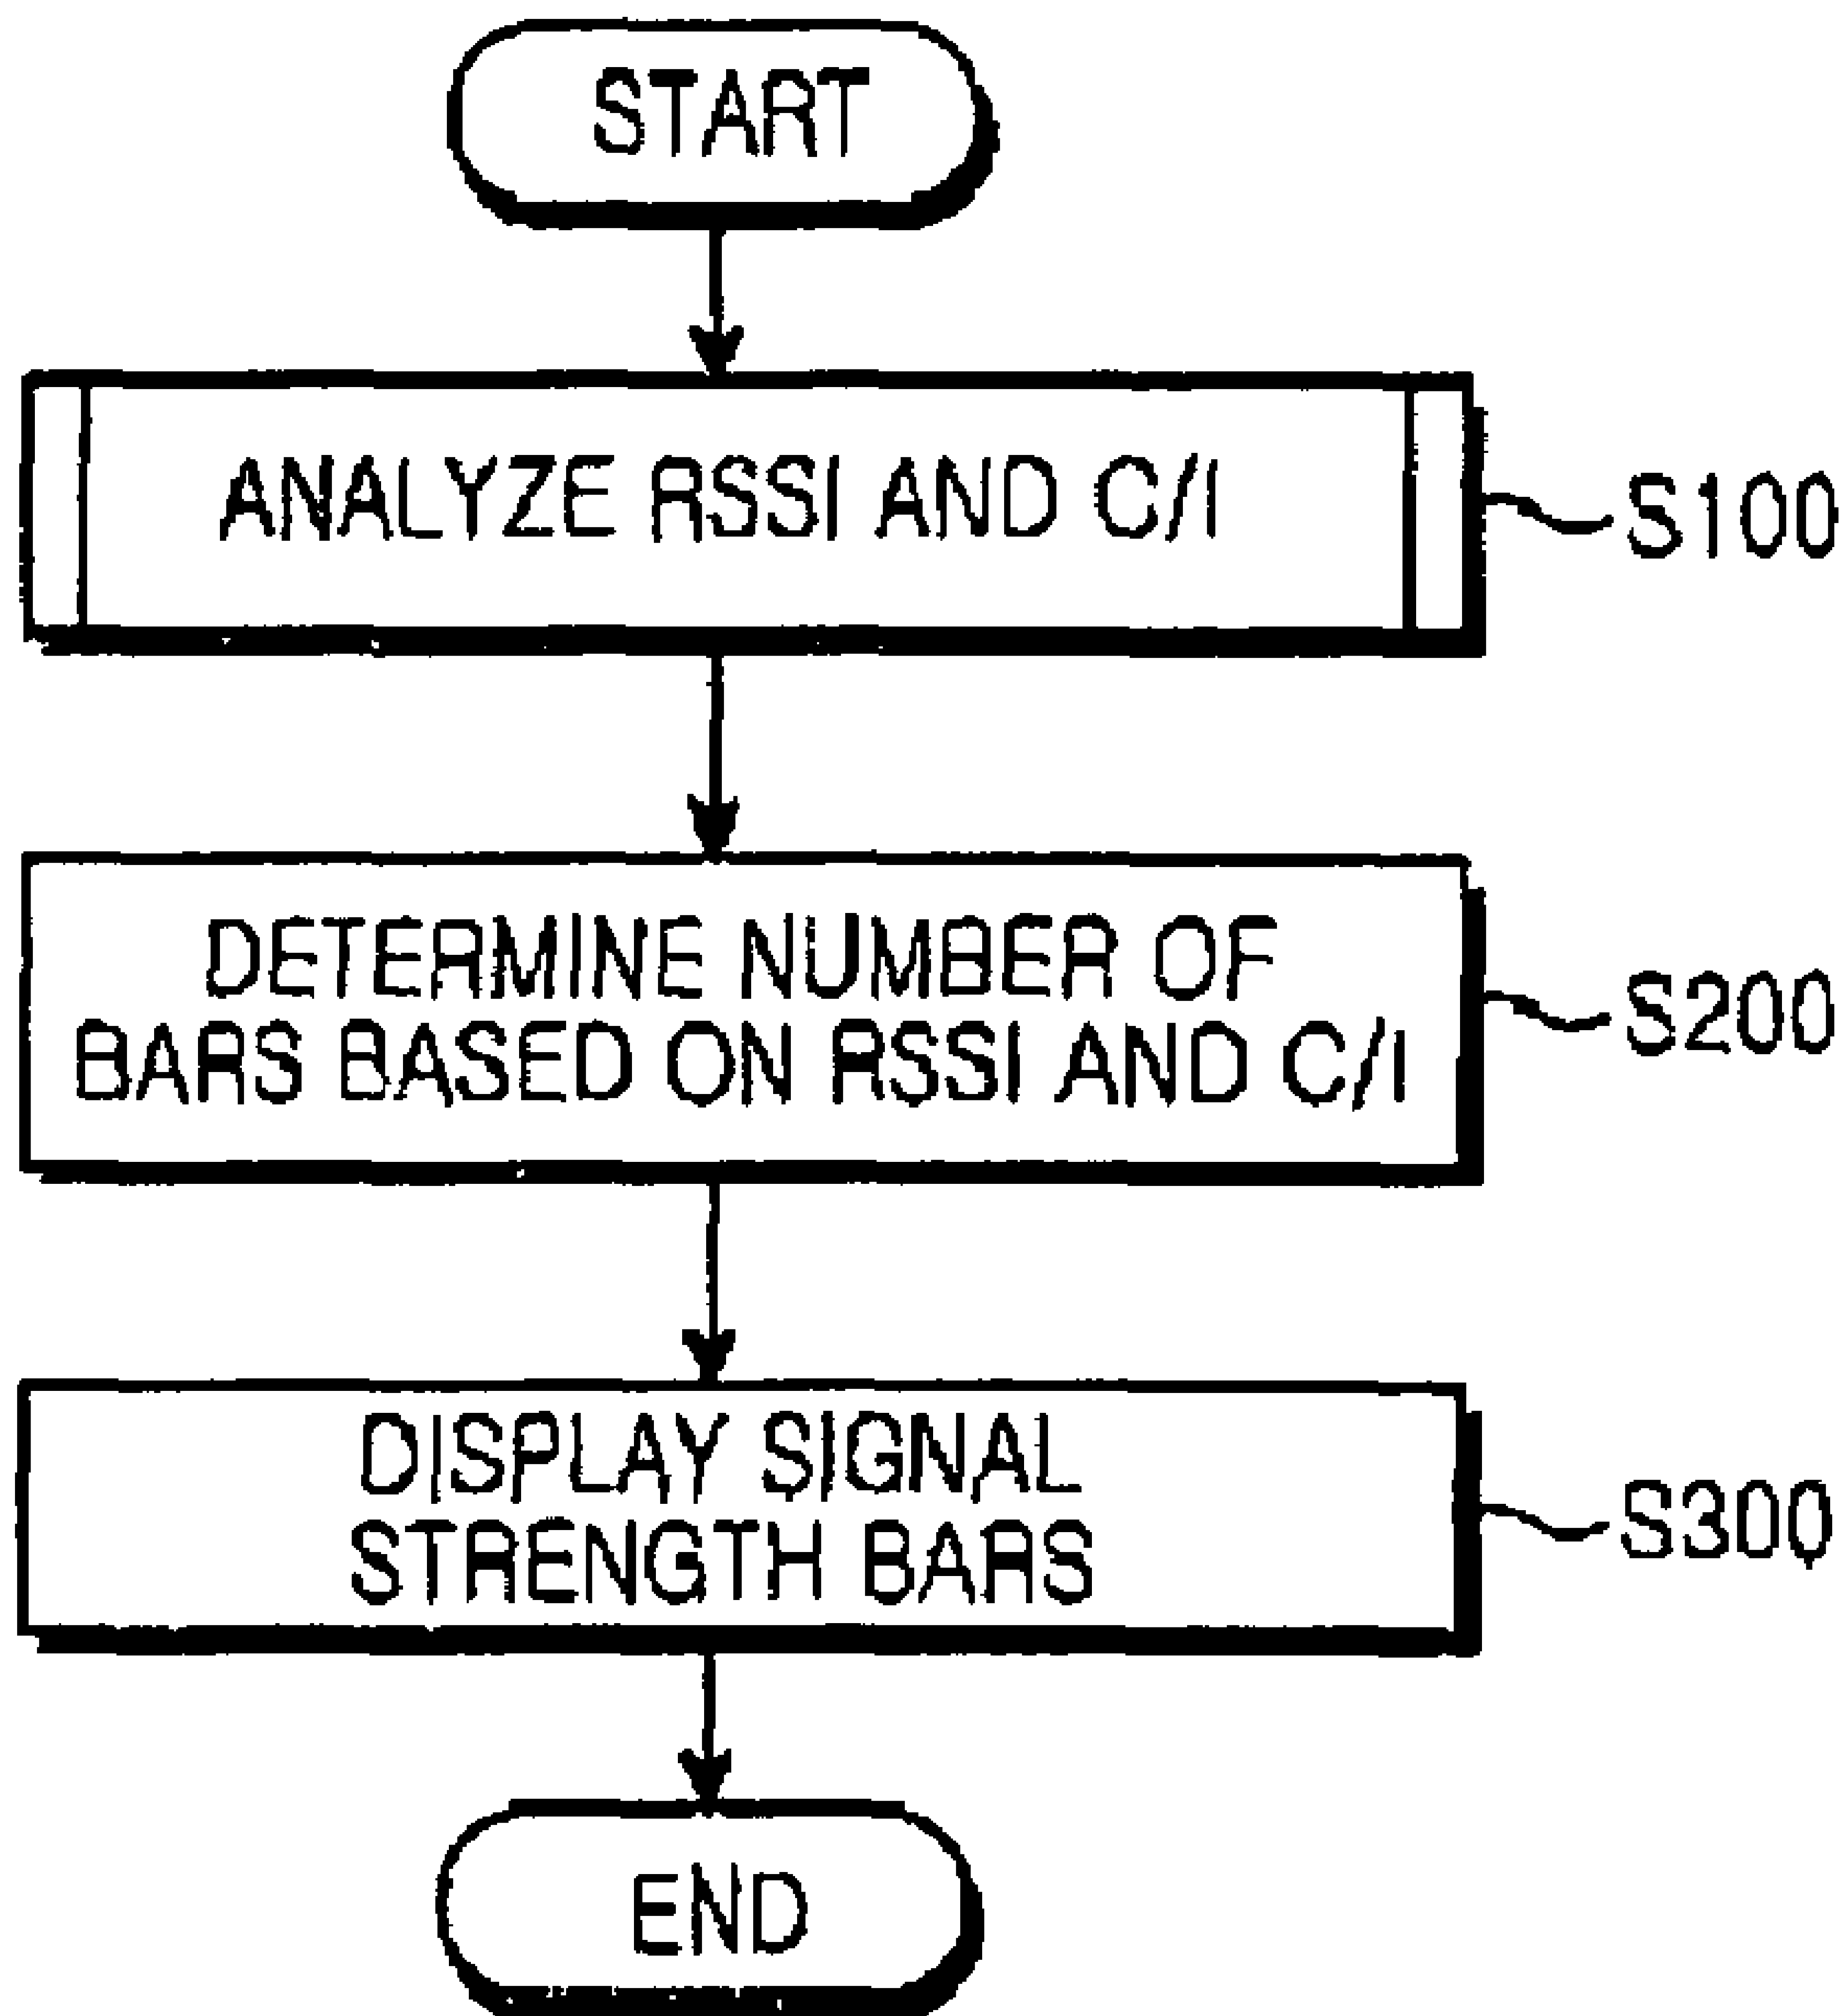 START
ANALYZE RSSI AND C/I
S100
DETERMINE NUMBER OF
BARS BASED ON RSSI AND C/I
S200
DISPLAY SIGNAL
STRENGTH BARS
S300
END